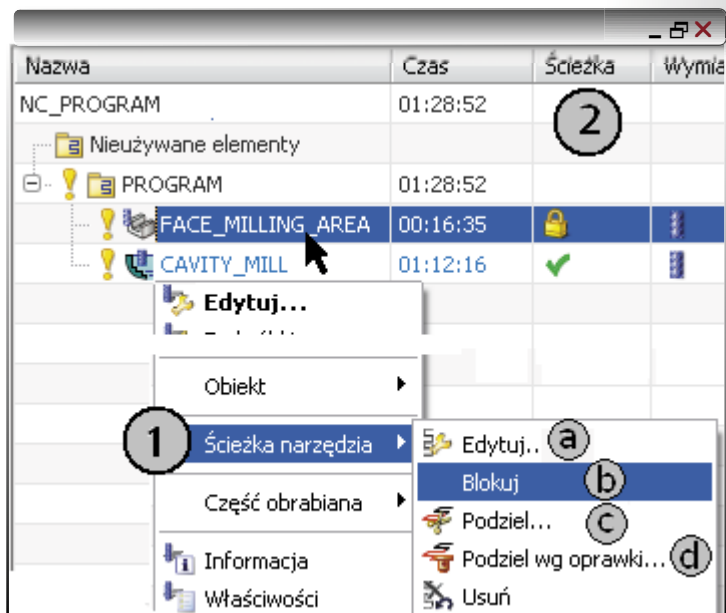 Nazwa Czas Ścieżka Wymia
NC_PROGRAM 01:28:52
2
Nieużywane elementy
PROGRAM 01:28:52
FACE_MILLING_AREA 00:16:35
CAVITY_MILL 01:12:16
Edytuj...
Obiekt
1 Ścieżka narzędzia
Edytuj.. a
Blokuj b
Część obrabiana
Podziel... c
Informacja
Podziel wg oprawki... d
Właściwości
Usuń